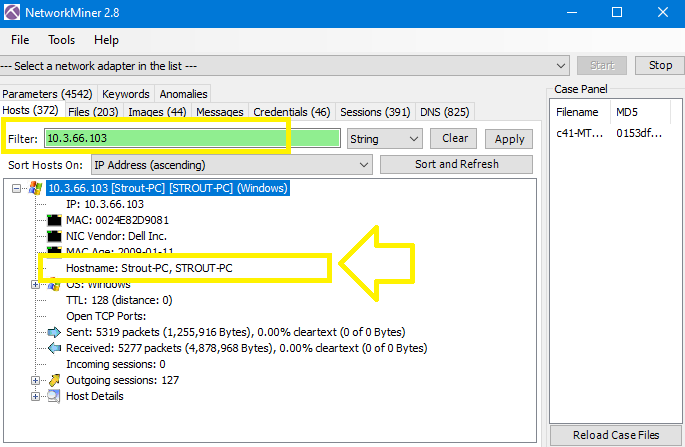 NetworkMiner 2.8
File Tools Help
--- Select a network adapter in the list --- Start Stop
Parameters (4542) Keywords Anomalies
Hosts (372) Files (203) Images (44) Messages Credentials (46) Sessions (391) DNS (825)
Filter: 10.3.66.103 String Clear Apply
Sort Hosts On: IP Address (ascending) Sort and Refresh
10.3.66.103 [Strout-PC] [STROUT-PC] (Windows)
IP: 10.3.66.103
MAC: 0024E82D9081
NIC Vendor: Dell Inc.
MAC Age: 2009-01-11
Hostname: Strout-PC, STROUT-PC
OS: Windows
TTL: 128 (distance: 0)
Open TCP Ports:
Sent: 5319 packets (1,255,916 Bytes), 0.00% cleartext (0 of 0 Bytes)
Received: 5277 packets (4,878,968 Bytes), 0.00% cleartext (0 of 0 Bytes)
Incoming sessions: 0
Outgoing sessions: 127
Host Details
Case Panel
Filename MD5
c41-MT... 0153df...
Reload Case Files